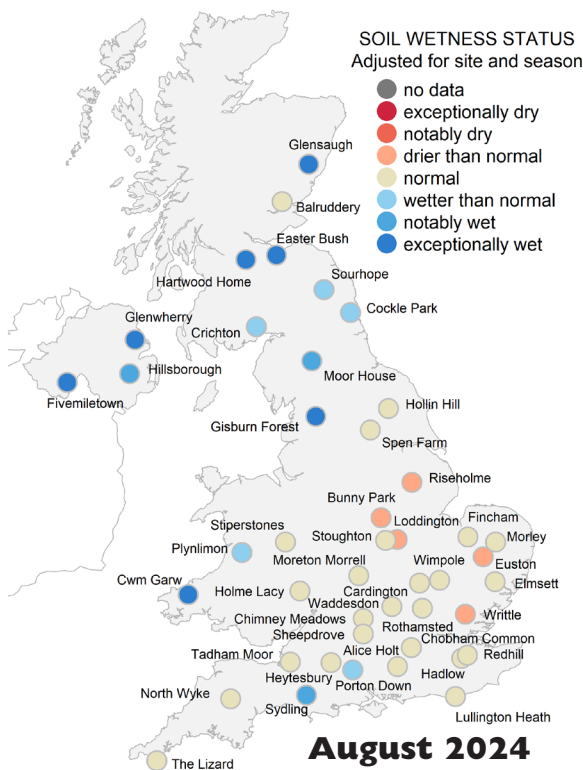 SOIL WETNESS STATUS
Adjusted for site and season
no data
exceptionally dry
notably dry
drier than normal
normal
wetter than normal
notably wet
exceptionally wet
Glensaugh
Balruddery
Easter Bush
Hartwood Home
Sourhope
Cockle Park
Glenwherry
Crichton
Hillsborough
Moor House
Fivemiletown
Hollin Hill
Gisburn Forest
Spen Farm
Riseholme
Bunny Park
Loddington
Fincham
Stiperstones
Stoughton
Morley
Plynlimon
Moreton Morrell
Wimpole
Euston
Cwm Garw
Holme Lacy
Cardington
Elmsett
Waddesdon
Chimney Meadows
Rothamsted
Writtle
Sheepdrove
Chobham Common
Tadham Moor
Alice Holt
Redhill
Heytesbury
Hadlow
Porton Down
North Wyke
Sydling
Lullington Heath
August 2024
The Lizard